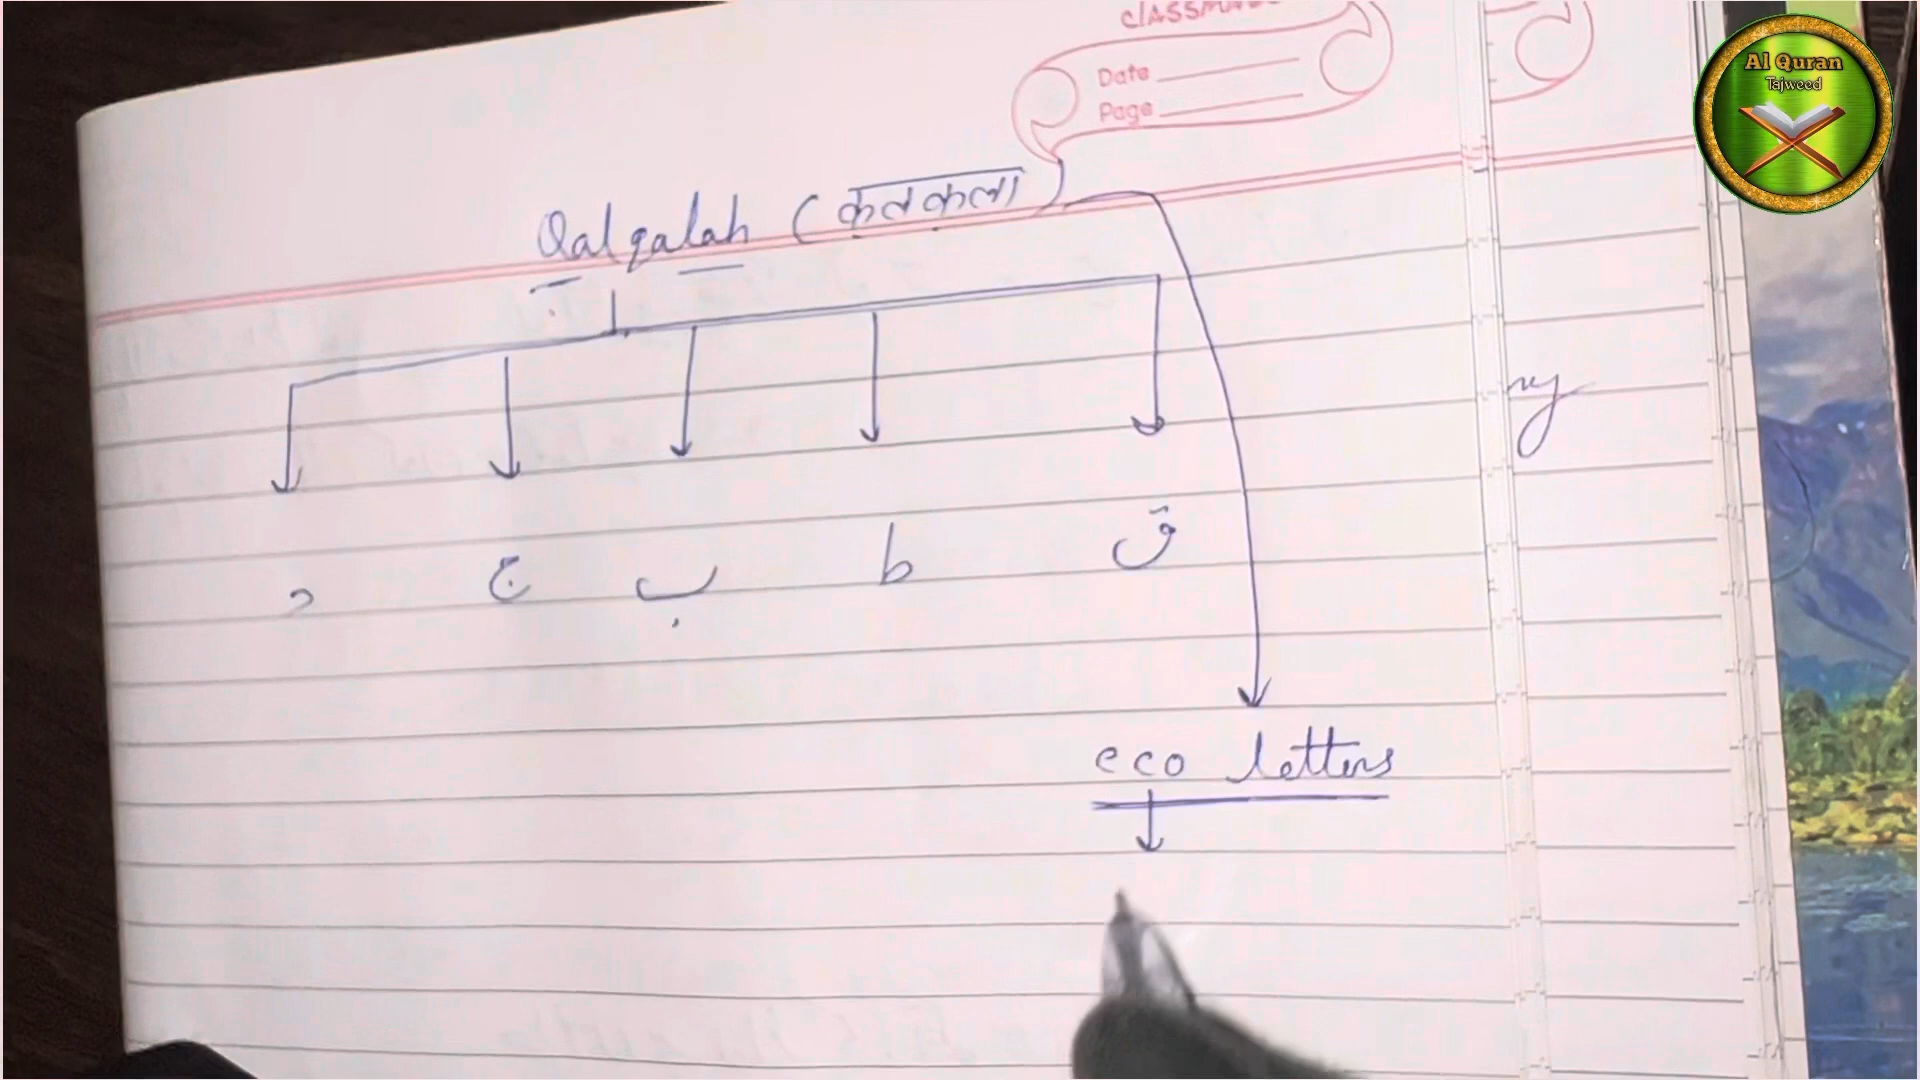 CLASSMATE
Date
Page
Al Quran
Tajweed
Qalqalah (क़लक़ला)
ق ط ب ج د
eco letters